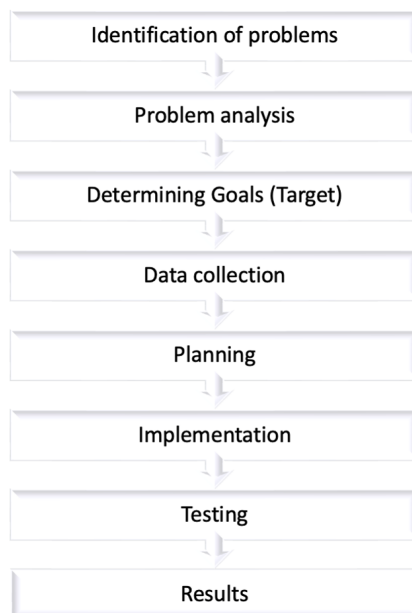 Identification of problems
Problem analysis
Determining Goals (Target)
Data collection
Planning
Implementation
Testing
Results